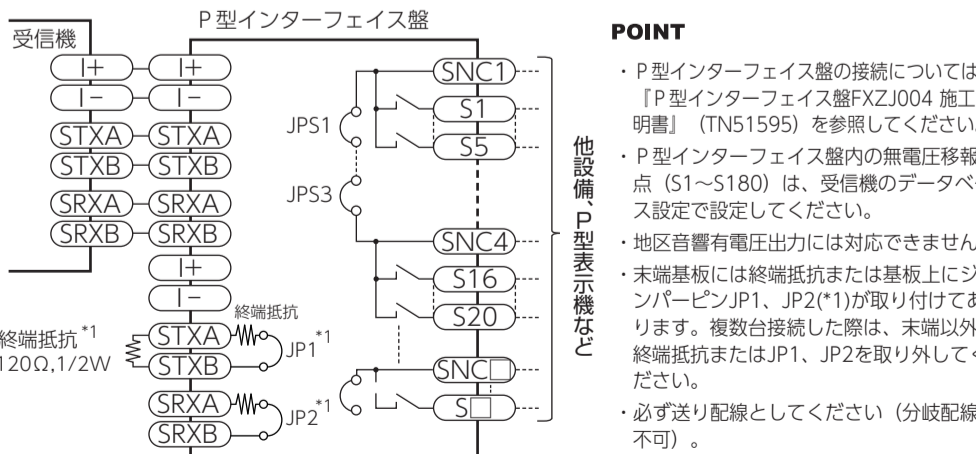 受信機
P型インターフェイス盤
I+
I-
STXA
STXB
SRXA
SRXB
I+
I-
STXA
STXB
SRXA
SRXB
I+
I-
STXA
STXB
SRXA
SRXB
終端抵抗*1
120Ω,1/2W
終端抵抗
JP1*1
JP2*1
JPS1
JPS3
SNC1
S1
S5
SNC4
S16
S20
SNC□
S□
他設備、P型表示機など
POINT
・P型インターフェイス盤の接続については
『P型インターフェイス盤FXZJ004 施工
明書』（TN51595）を参照してください
・P型インターフェイス盤内の無電圧移報
点（S1～S180）は、受信機のデータベ
ス設定で設定してください。
・地区音響有電圧出力には対応できません
・末端基板には終端抵抗または基板上にジ
ンパーピンJP1、JP2(*1)が取り付けてあ
ります。複数台接続した際は、末端以外
終端抵抗またはJP1、JP2を取り外してく
ださい。
・必ず送り配線としてください（分岐配線
不可）。